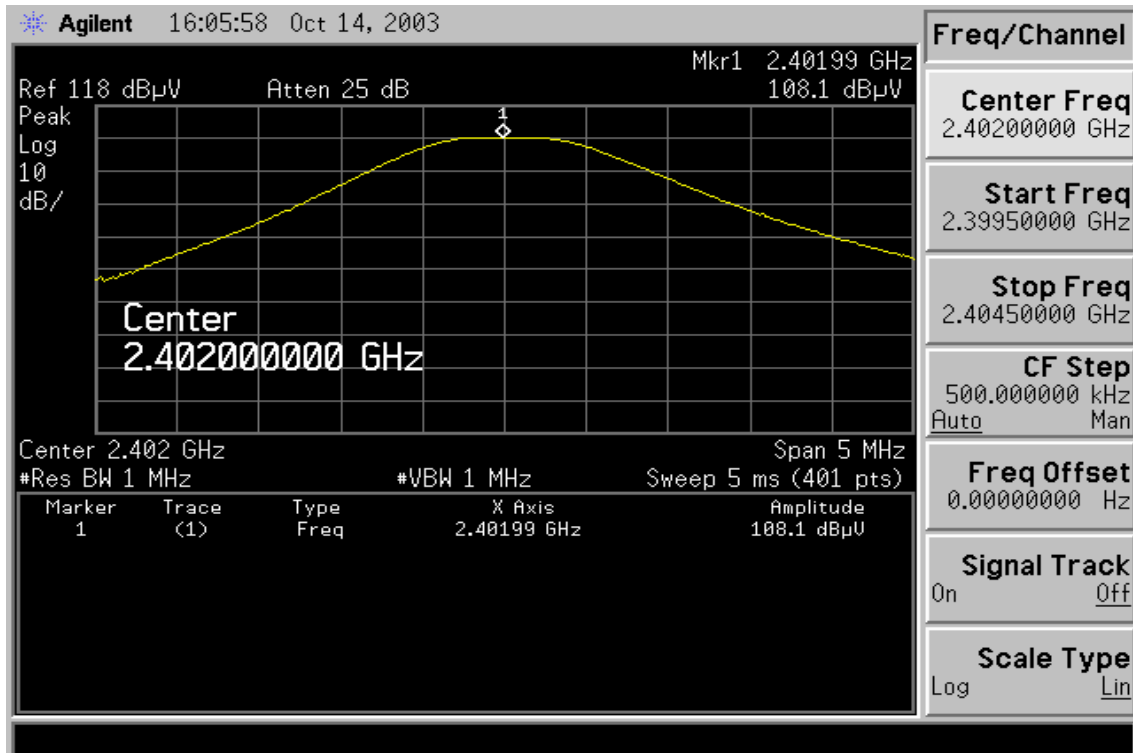 Agilent 16:05:58 Oct 14, 2003
Mkr1 2.40199 GHz
Ref 118 dBµV Atten 25 dB 108.1 dBµV
Peak
Log
10
dB/
1
Center
2.402000000 GHz
Center 2.402 GHz Span 5 MHz
#Res BW 1 MHz #VBW 1 MHz Sweep 5 ms (401 pts)
Marker Trace Type X Axis Amplitude
1 (1) Freq 2.40199 GHz 108.1 dBµV
Freq/Channel
Center Freq
2.40200000 GHz
Start Freq
2.39950000 GHz
Stop Freq
2.40450000 GHz
CF Step
500.000000 kHz
Auto Man
Freq Offset
0.00000000 Hz
Signal Track
On Off
Scale Type
Log Lin